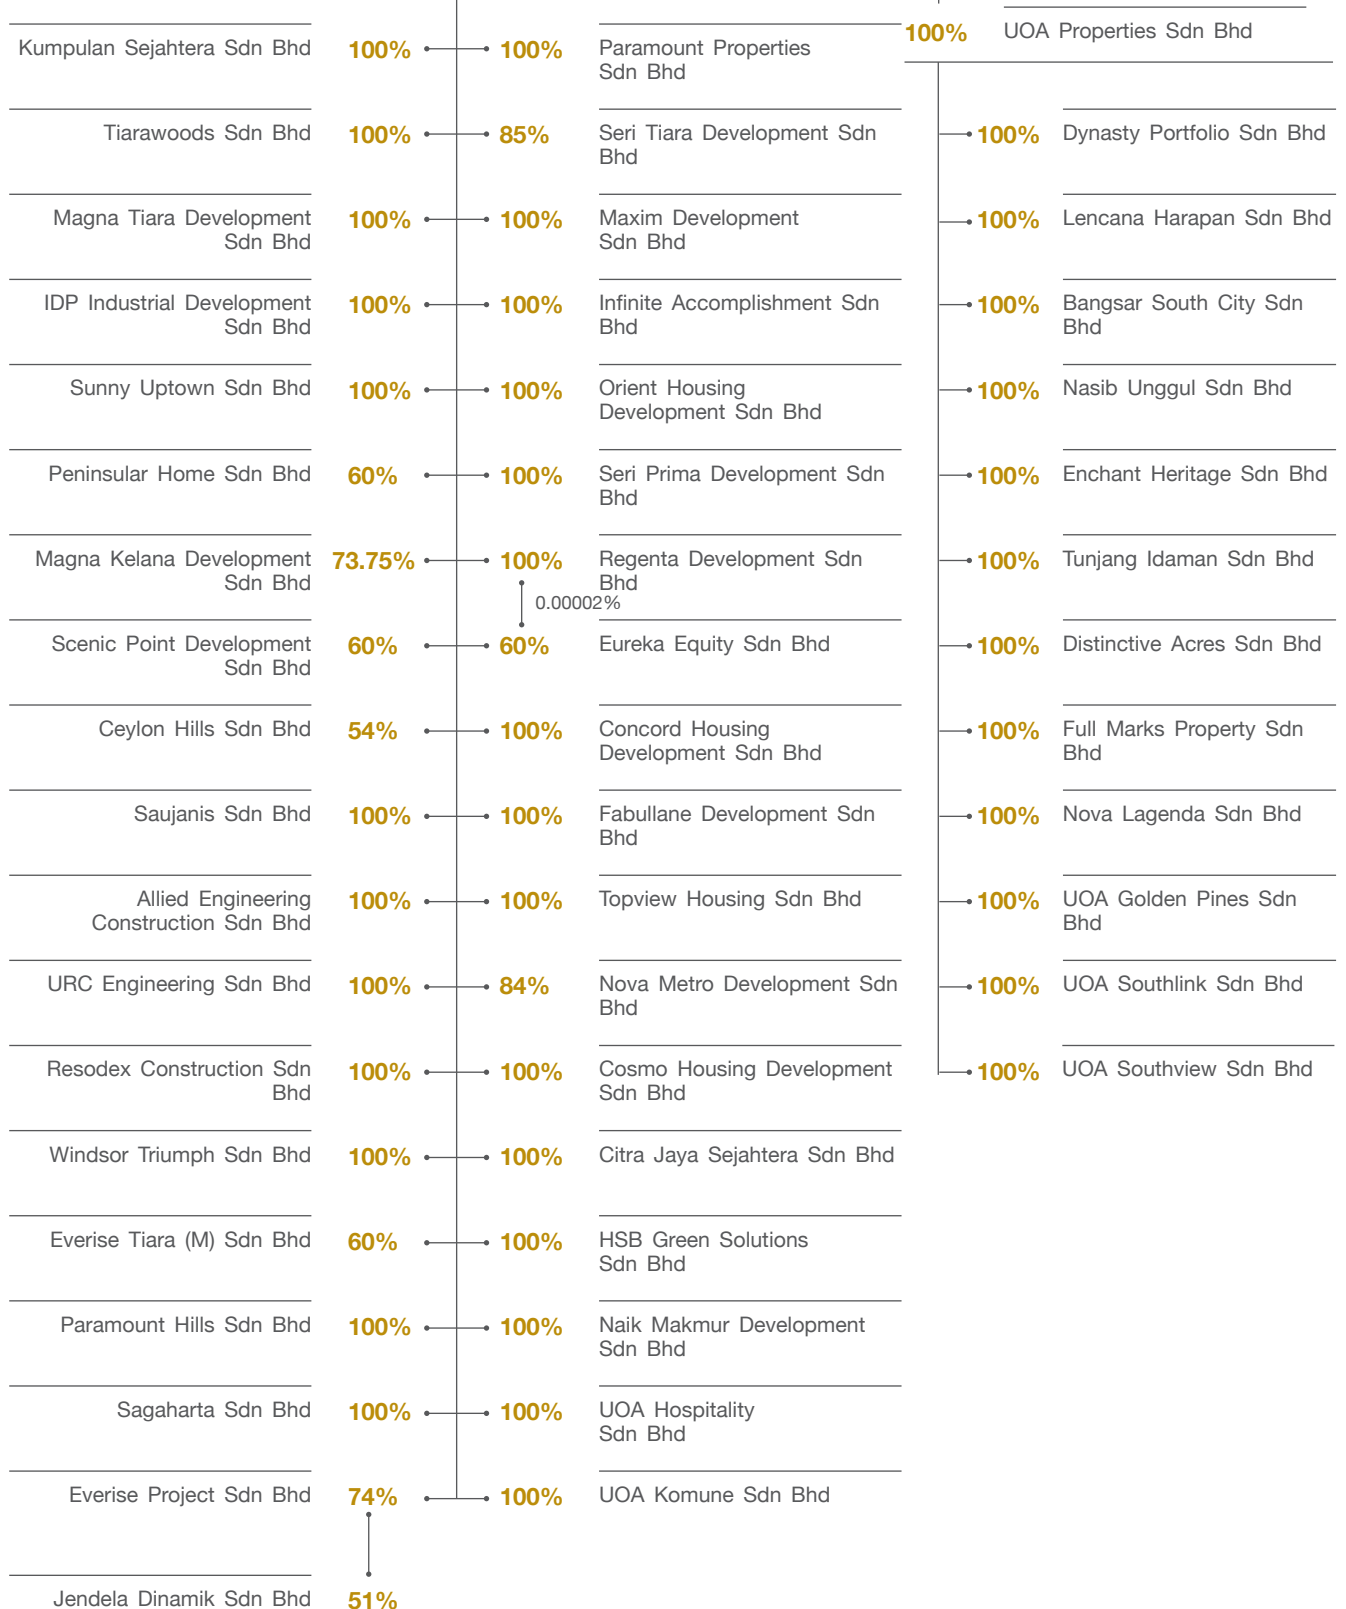 100% UOA Properties Sdn Bhd
Kumpulan Sejahtera Sdn Bhd 100% 100% Paramount Properties
Sdn Bhd
Tiarawoods Sdn Bhd 100% 85% Seri Tiara Development Sdn
Bhd
100% Dynasty Portfolio Sdn Bhd
Magna Tiara Development
Sdn Bhd
100% 100% Maxim Development
Sdn Bhd
100% Lencana Harapan Sdn Bhd
IDP Industrial Development
Sdn Bhd
100% 100% Infinite Accomplishment Sdn
Bhd
100% Bangsar South City Sdn
Bhd
Sunny Uptown Sdn Bhd 100% 100% Orient Housing
Development Sdn Bhd
100% Nasib Unggul Sdn Bhd
Peninsular Home Sdn Bhd 60% 100% Seri Prima Development Sdn
Bhd
100% Enchant Heritage Sdn Bhd
Magna Kelana Development
Sdn Bhd
73.75% 100% Regenta Development Sdn
Bhd
0.00002%
100% Tunjang Idaman Sdn Bhd
Scenic Point Development
Sdn Bhd
60% 60% Eureka Equity Sdn Bhd
100% Distinctive Acres Sdn Bhd
Ceylon Hills Sdn Bhd 54% 100% Concord Housing
Development Sdn Bhd
100% Full Marks Property Sdn
Bhd
Saujanis Sdn Bhd 100% 100% Fabullane Development Sdn
Bhd
100% Nova Lagenda Sdn Bhd
Allied Engineering
Construction Sdn Bhd
100% 100% Topview Housing Sdn Bhd
100% UOA Golden Pines Sdn
Bhd
URC Engineering Sdn Bhd 100% 84% Nova Metro Development Sdn
Bhd
100% UOA Southlink Sdn Bhd
Resodex Construction Sdn
Bhd
100% 100% Cosmo Housing Development
Sdn Bhd
100% UOA Southview Sdn Bhd
Windsor Triumph Sdn Bhd 100% 100% Citra Jaya Sejahtera Sdn Bhd
Everise Tiara (M) Sdn Bhd 60% 100% HSB Green Solutions
Sdn Bhd
Paramount Hills Sdn Bhd 100% 100% Naik Makmur Development
Sdn Bhd
Sagaharta Sdn Bhd 100% 100% UOA Hospitality
Sdn Bhd
Everise Project Sdn Bhd 74% 100% UOA Komune Sdn Bhd
Jendela Dinamik Sdn Bhd 51%